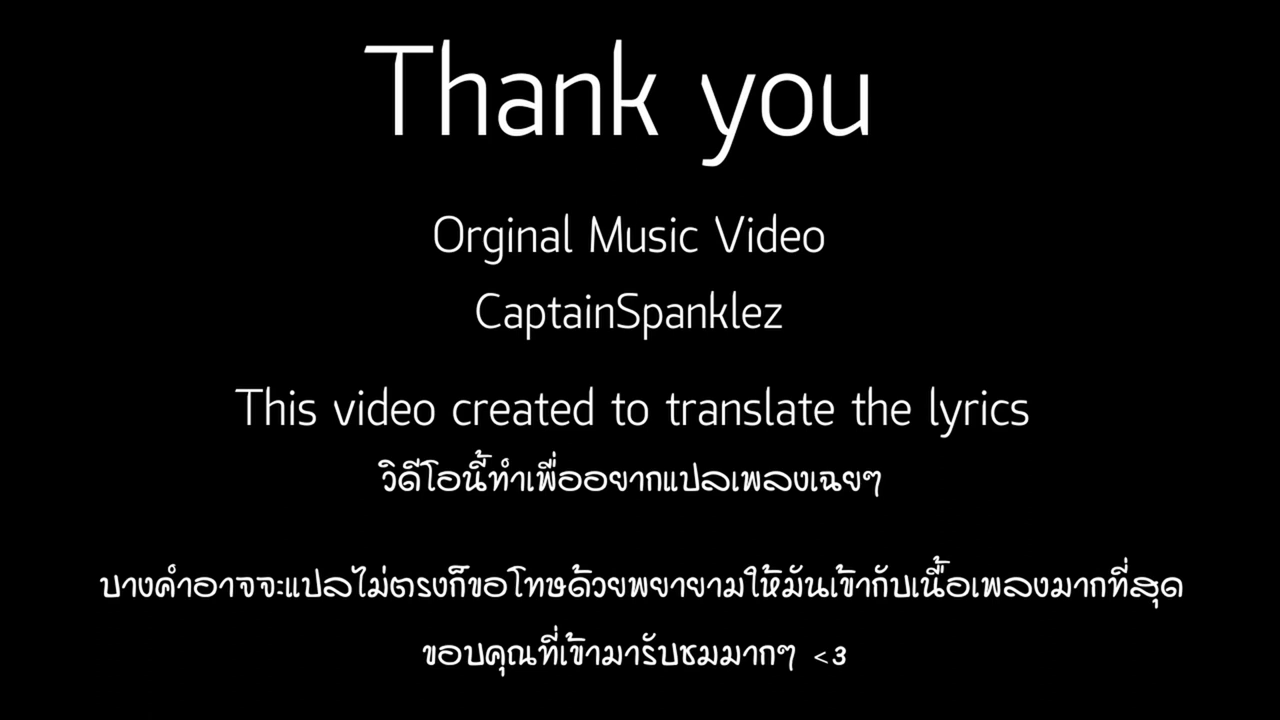 Thank you
Orginal Music Video
CaptainSpanklez
This video created to translate the lyrics
วิดีโอนี้ทำเพื่ออยากแปลเพลงเฉยๆ
บางคำอาจจะแปลไม่ตรงก็ขอโทษด้วยพยายามให้มันเข้ากับเนื้อเพลงมากที่สุด
ขอบคุณที่เข้ามารับชมมากๆ <3